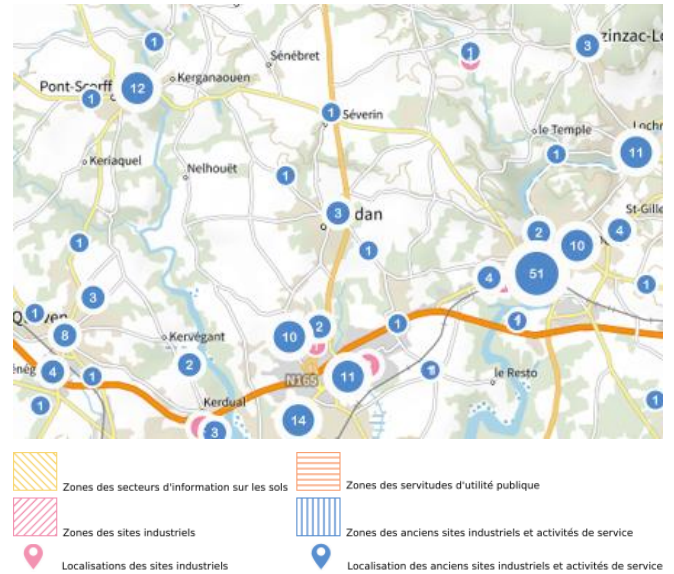 1
zinzac-Lo
Sénébret
1
3
Pont-Scorff
12
Kerganaouen
1
1
Séverin
le Temple
Lochr
11
Keriaquel
Nelhouët
1
1
3
dan
St-Gille
2
4
1
1
10
51
4
3
1
1
Q
ven
8
10
2
1
1
Kervégant
2
énég
4
1
N165
11
1
le Resto
1
Kerdual
14
1
3
Zones des secteurs d'information sur les sols
Zones des servitudes d'utilité publique
Zones des sites industriels
Zones des anciens sites industriels et activités de service
Localisations des sites industriels
Localisation des anciens sites industriels et activités de service